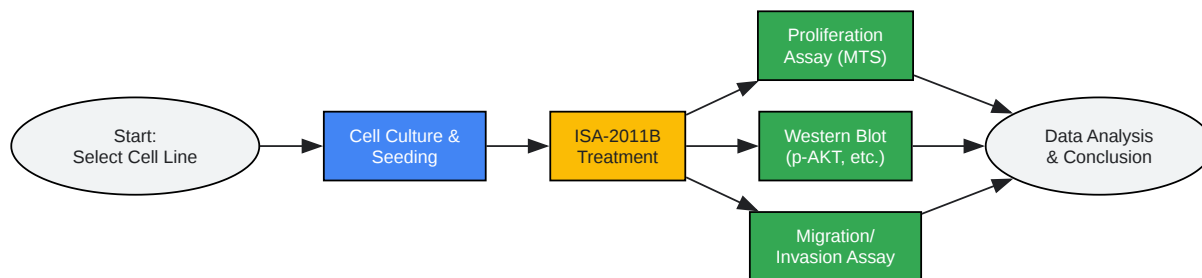 Start:
Select Cell Line
Cell Culture &
Seeding
ISA-2011B
Treatment
Proliferation
Assay (MTS)
Western Blot
(p-AKT, etc.)
Migration/
Invasion Assay
Data Analysis
& Conclusion